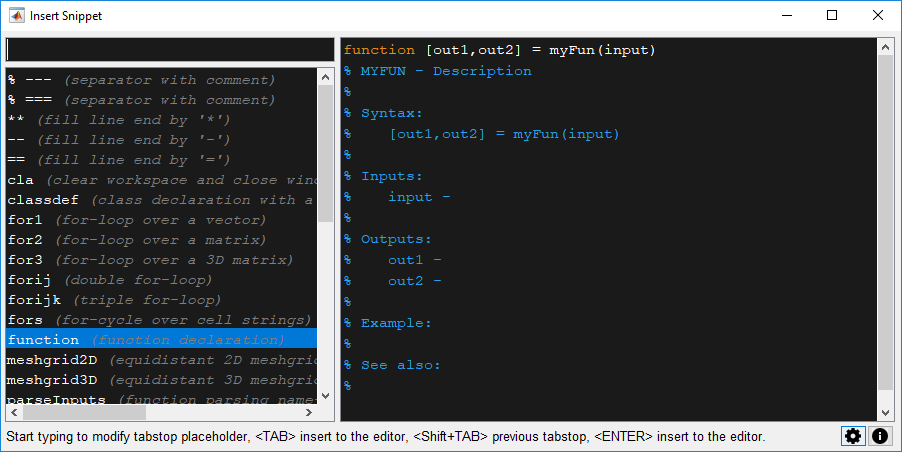 Insert Snippet
% --- (separator with comment)
% === (separator with comment)
** (fill line end by '*')
-- (fill line end by '-')
== (fill line end by '=')
cla (clear workspace and close wind
classdef (class declaration with a
for1 (for-loop over a vector)
for2 (for-loop over a matrix)
for3 (for-loop over a 3D matrix)
forij (double for-loop)
forijk (triple for-loop)
fors (for-cycle over cell strings)
function (function declaration)
meshgrid2D (equidistant 2D meshgrid
meshgrid3D (equidistant 3D meshgrid
parseInputs (function parsing name-
function [out1,out2] = myFun(input)
% MYFUN - Description
%
% Syntax:
%    [out1,out2] = myFun(input)
%
% Inputs:
%    input -
%
% Outputs:
%    out1 -
%    out2 -
%
% Example:
%
% See also:
%
Start typing to modify tabstop placeholder, <TAB> insert to the editor, <Shift+TAB> previous tabstop, <ENTER> insert to the editor.